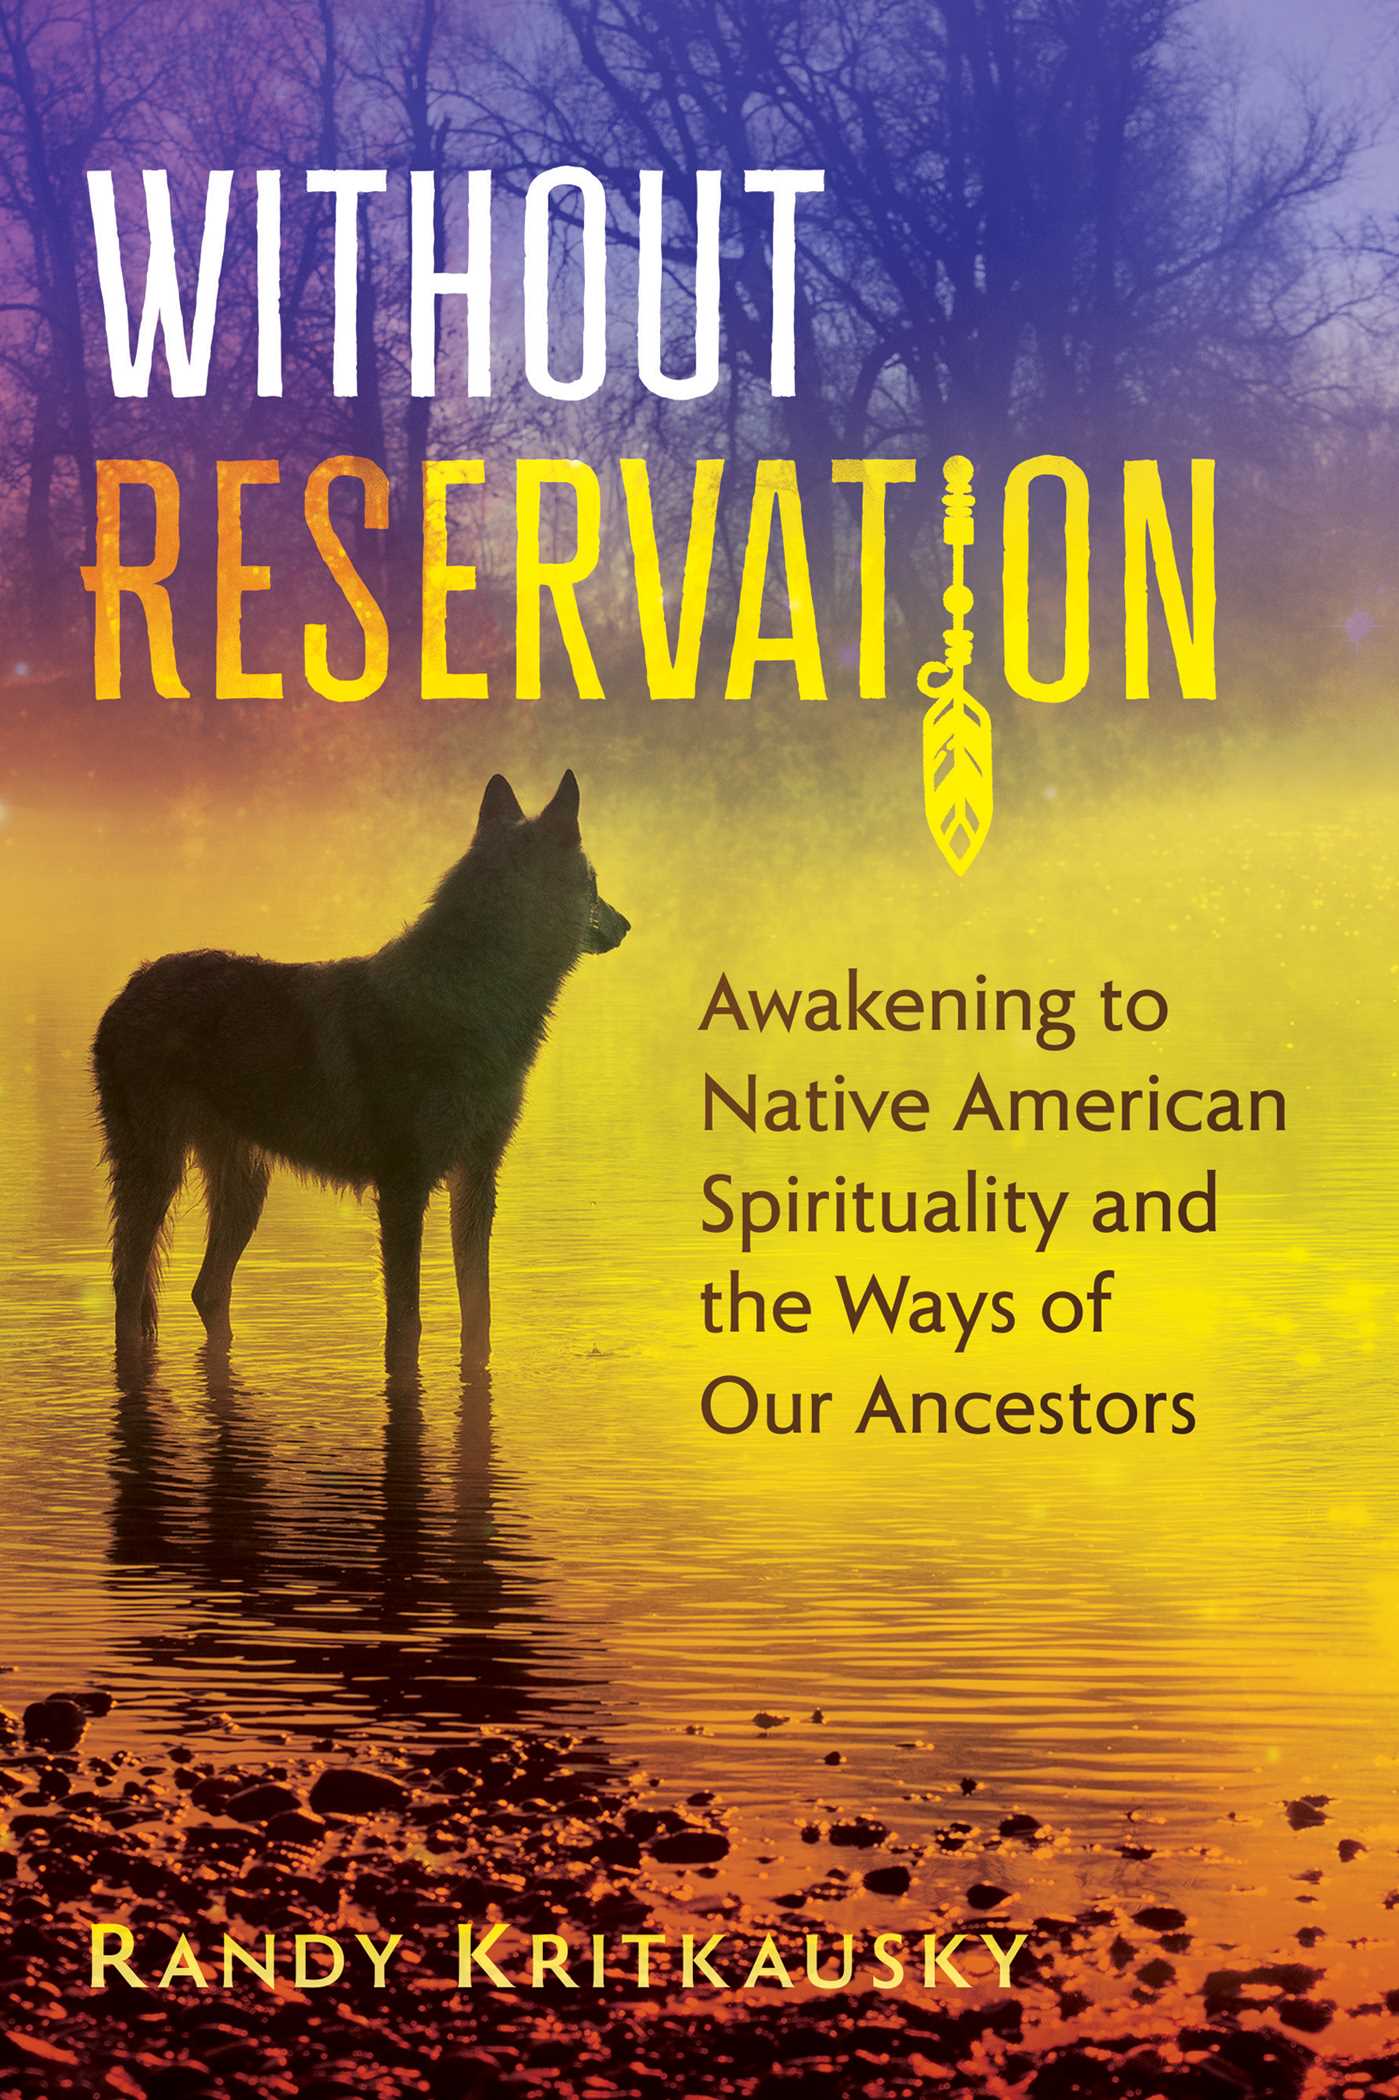 WITHOUT
RESERVATION
Awakening to
Native American
Spirituality and
the Ways of
Our Ancestors
RANDY KRITKAUSKY